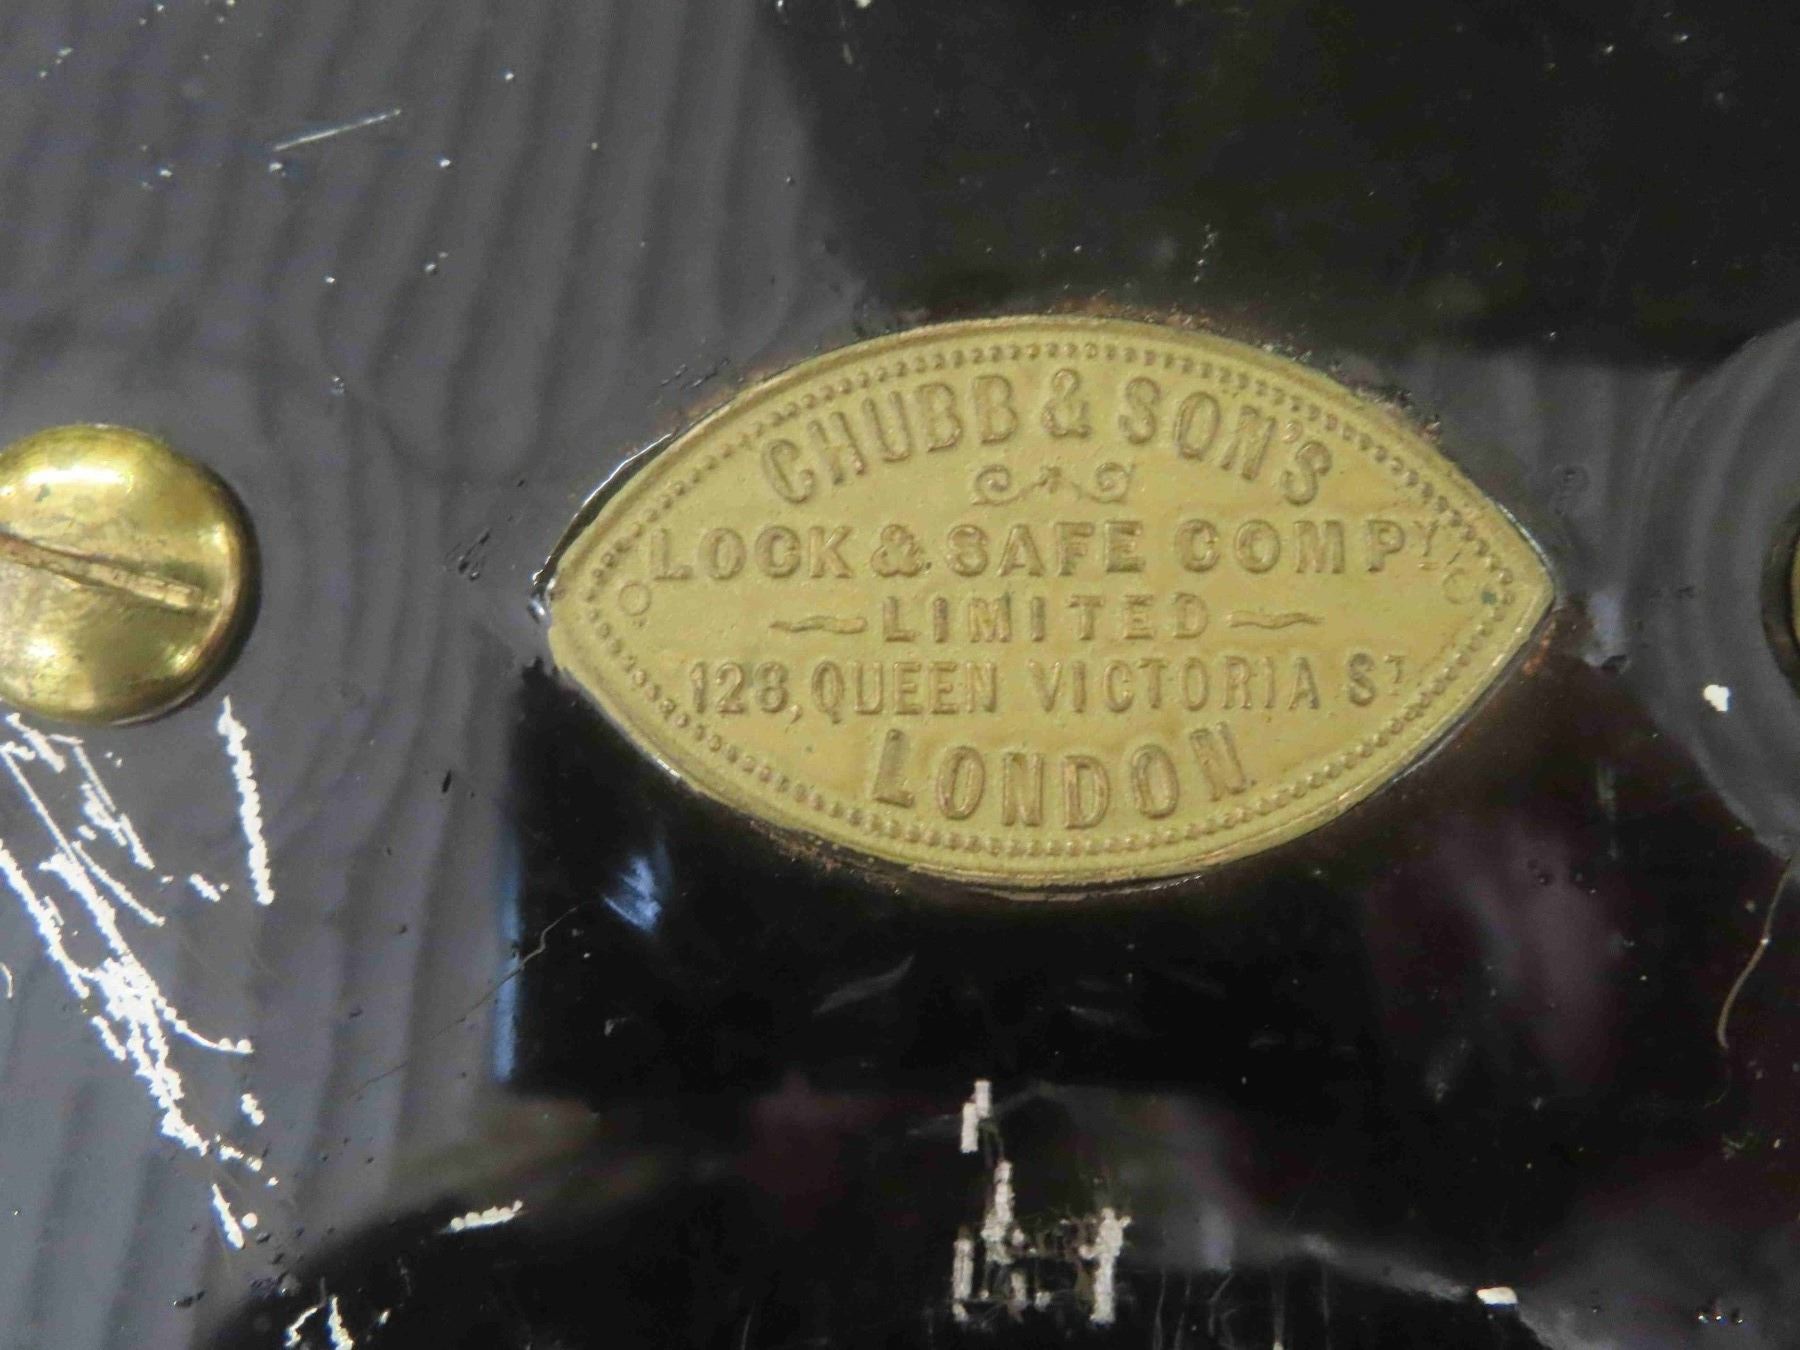 CHUBB & SON'S
LOCK & SAFE COMPY
LIMITED
128, QUEEN VICTORIA ST
LONDON